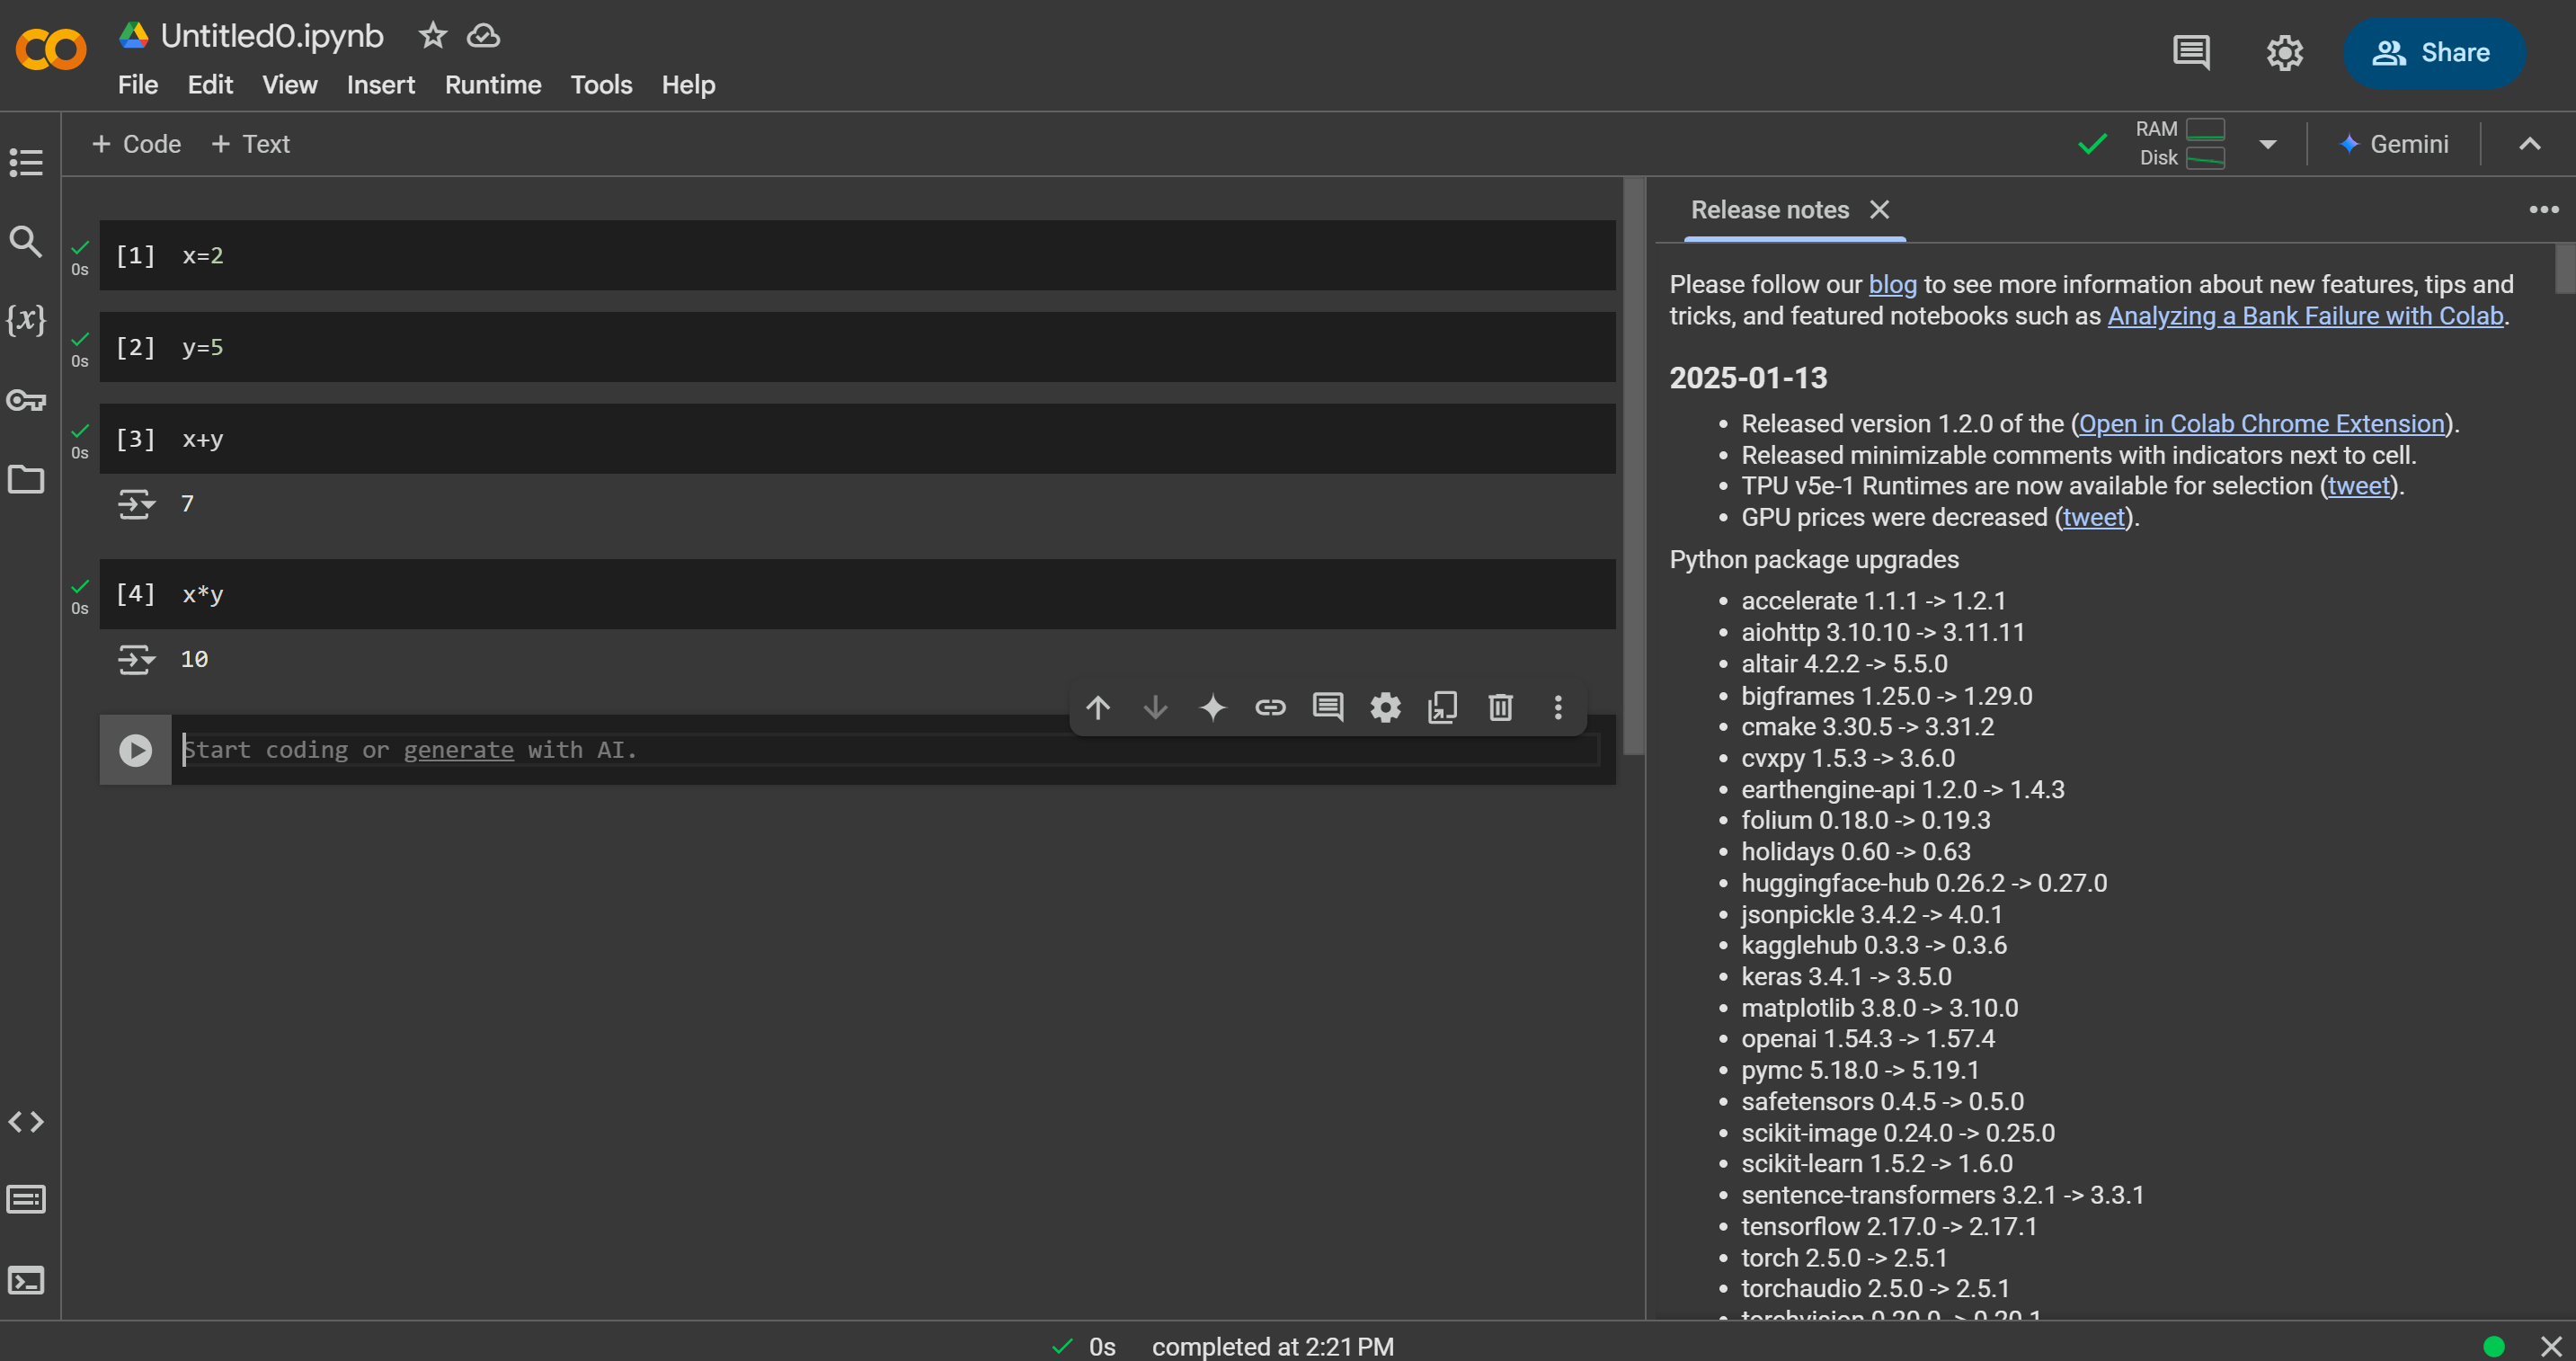 Untitled0.ipynb
File Edit View Insert Runtime Tools Help
Share
+ Code + Text
RAM
Disk
Gemini
0s
[1] x=2
0s
[2] y=5
0s
[3] x+y
7
0s
[4] x*y
10
Start coding or generate with AI.
{x}
Release notes
Please follow our blog to see more information about new features, tips and
tricks, and featured notebooks such as Analyzing a Bank Failure with Colab.
2025-01-13
• Released version 1.2.0 of the (Open in Colab Chrome Extension).
• Released minimizable comments with indicators next to cell.
• TPU v5e-1 Runtimes are now available for selection (tweet).
• GPU prices were decreased (tweet).
Python package upgrades
• accelerate 1.1.1 -> 1.2.1
• aiohttp 3.10.10 -> 3.11.11
• altair 4.2.2 -> 5.5.0
• bigframes 1.25.0 -> 1.29.0
• cmake 3.30.5 -> 3.31.2
• cvxpy 1.5.3 -> 3.6.0
• earthengine-api 1.2.0 -> 1.4.3
• folium 0.18.0 -> 0.19.3
• holidays 0.60 -> 0.63
• huggingface-hub 0.26.2 -> 0.27.0
• jsonpickle 3.4.2 -> 4.0.1
• kagglehub 0.3.3 -> 0.3.6
• keras 3.4.1 -> 3.5.0
• matplotlib 3.8.0 -> 3.10.0
• openai 1.54.3 -> 1.57.4
• pymc 5.18.0 -> 5.19.1
• safetensors 0.4.5 -> 0.5.0
• scikit-image 0.24.0 -> 0.25.0
• scikit-learn 1.5.2 -> 1.6.0
• sentence-transformers 3.2.1 -> 3.3.1
• tensorflow 2.17.0 -> 2.17.1
• torch 2.5.0 -> 2.5.1
• torchaudio 2.5.0 -> 2.5.1
• torchvision 0.20.0 -> 0.20.1
0s completed at 2:21 PM